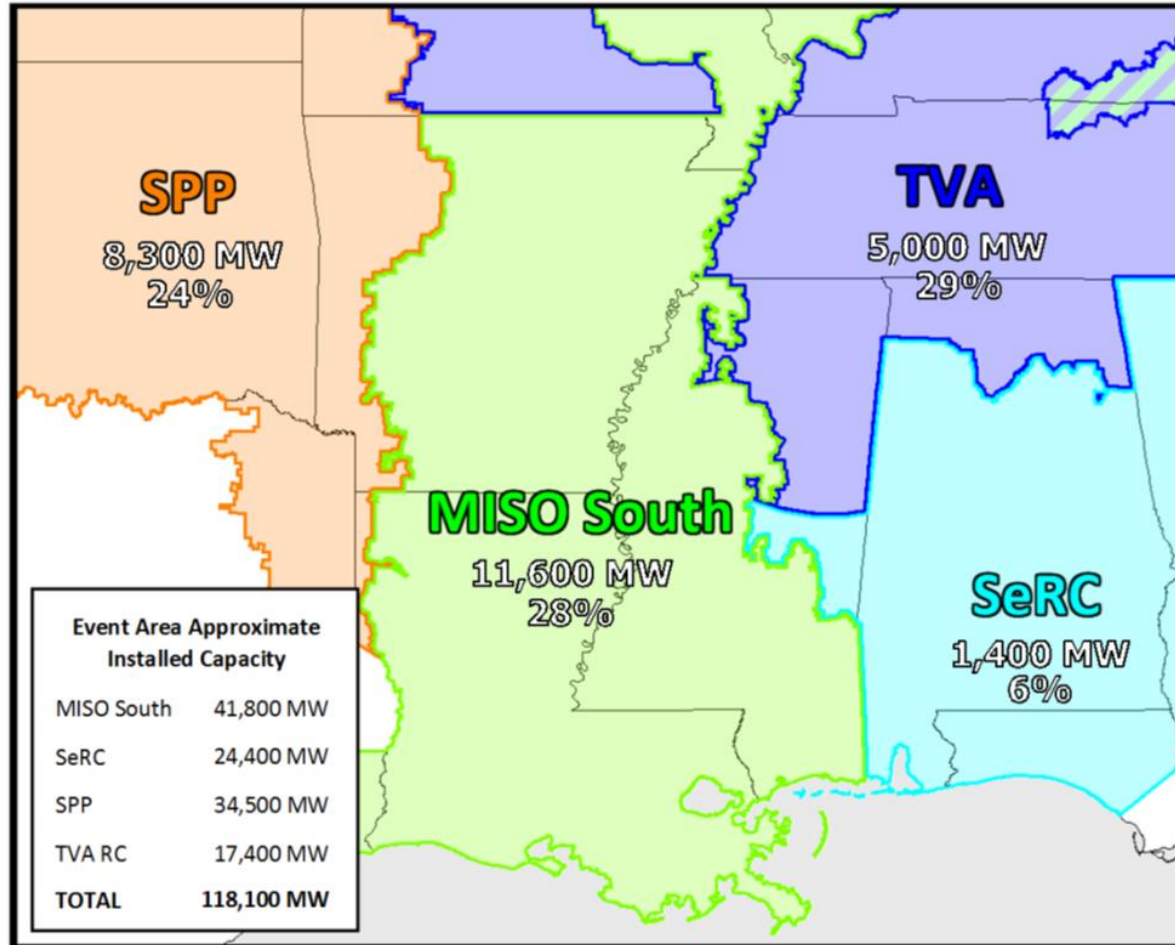 SPP
8,300 MW
24%
TVA
5,000 MW
29%
MISO South
11,600 MW
28%
SeRC
1,400 MW
6%
Event Area Approximate
Installed Capacity
MISO South 41,800 MW
SeRC 24,400 MW
SPP 34,500 MW
TVA RC 17,400 MW
TOTAL 118,100 MW